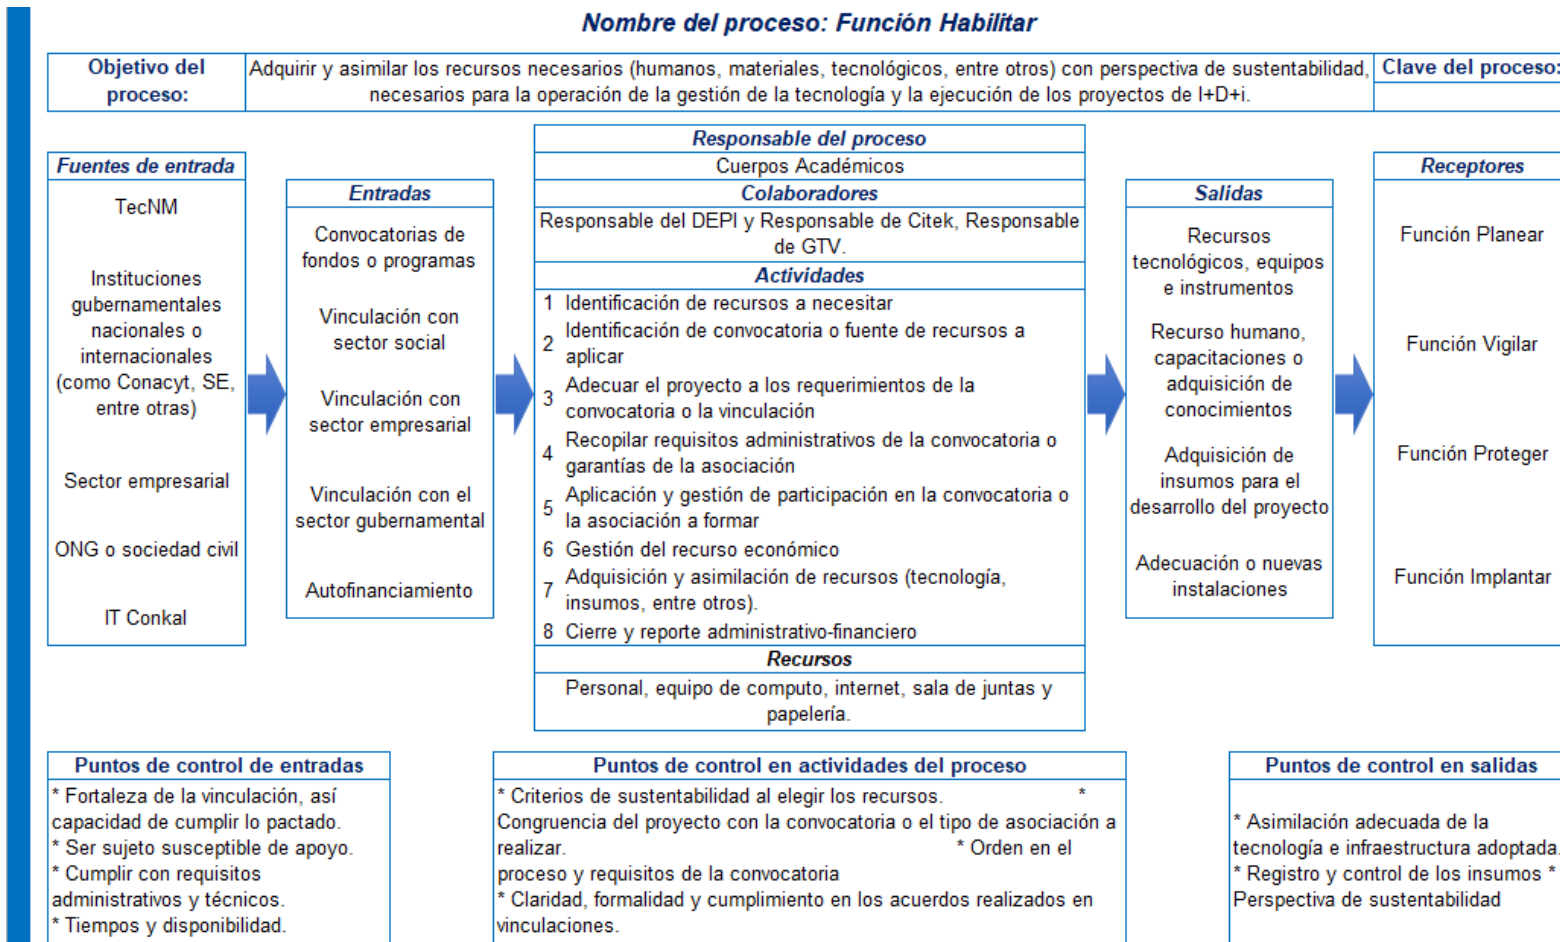 Nombre del proceso: Función Habilitar
Objetivo del
proceso:
Adquirir y asimilar los recursos necesarios (humanos, materiales, tecnológicos, entre otros) con perspectiva de sustentabilidad,
necesarios para la operación de la gestión de la tecnología y la ejecución de los proyectos de I+D+i.
Clave del proceso:
Fuentes de entrada
TecNM
Instituciones
gubernamentales
nacionales o
internacionales
(como Conacyt, SE,
entre otras)
Sector empresarial
ONG o sociedad civil
IT Conkal
Entradas
Convocatorias de
fondos o programas
Vinculación con
sector social
Vinculación con
sector empresarial
Vinculación con el
sector gubernamental
Autofinanciamiento
Responsable del proceso
Cuerpos Académicos
Colaboradores
Responsable del DEPI y Responsable de Citek, Responsable
de GTV.
Actividades
1 Identificación de recursos a necesitar
2 Identificación de convocatoria o fuente de recursos a
aplicar
3 Adecuar el proyecto a los requerimientos de la
convocatoria o la vinculación
4 Recopilar requisitos administrativos de la convocatoria o
garantías de la asociación
5 Aplicación y gestión de participación en la convocatoria o
la asociación a formar
6 Gestión del recurso económico
7 Adquisición y asimilación de recursos (tecnología,
insumos, entre otros).
8 Cierre y reporte administrativo-financiero
Recursos
Personal, equipo de computo, internet, sala de juntas y
papelería.
Salidas
Recursos
tecnológicos, equipos
e instrumentos
Recurso humano,
capacitaciones o
adquisición de
conocimientos
Adquisición de
insumos para el
desarrollo del proyecto
Adecuación o nuevas
instalaciones
Receptores
Función Planear
Función Vigilar
Función Proteger
Función Implantar
Puntos de control de entradas
* Fortaleza de la vinculación, así
capacidad de cumplir lo pactado.
* Ser sujeto susceptible de apoyo.
* Cumplir con requisitos
administrativos y técnicos.
* Tiempos y disponibilidad.
Puntos de control en actividades del proceso
* Criterios de sustentabilidad al elegir los recursos. *
Congruencia del proyecto con la convocatoria o el tipo de asociación a
realizar. * Orden en el
proceso y requisitos de la convocatoria
* Claridad, formalidad y cumplimiento en los acuerdos realizados en
vinculaciones.
Puntos de control en salidas
* Asimilación adecuada de la
tecnología e infraestructura adoptada.
* Registro y control de los insumos *
Perspectiva de sustentabilidad